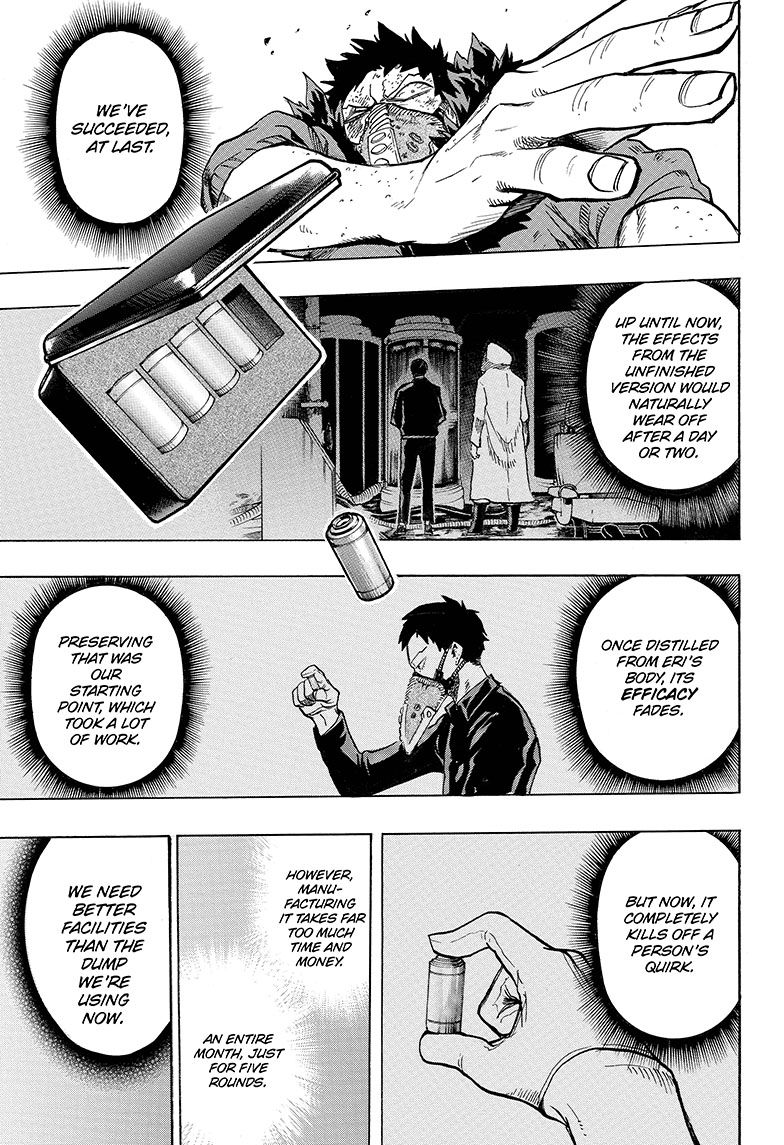 WE'VE
SUCCEEDED,
AT LAST.
UP UNTIL NOW,
THE EFFECTS
FROM THE
UNFINISHED
VERSION WOULD
NATURALLY
WEAR OFF
AFTER A DAY
OR TWO.
ONCE DISTILLED
FROM ERI'S
BODY, ITS
EFFICACY
FADES.
PRESERVING
THAT WAS
OUR
STARTING
POINT, WHICH
TOOK A LOT
OF WORK.
BUT NOW, IT
COMPLETELY
KILLS OFF A
PERSON'S
QUIRK.
HOWEVER,
MANU-
FACTURING
IT TAKES FAR
TOO MUCH
TIME AND
MONEY.
AN ENTIRE
MONTH, JUST
FOR FIVE
ROUNDS.
WE NEED
BETTER
FACILITIES
THAN THE
DUMP
WE'RE
USING
NOW.